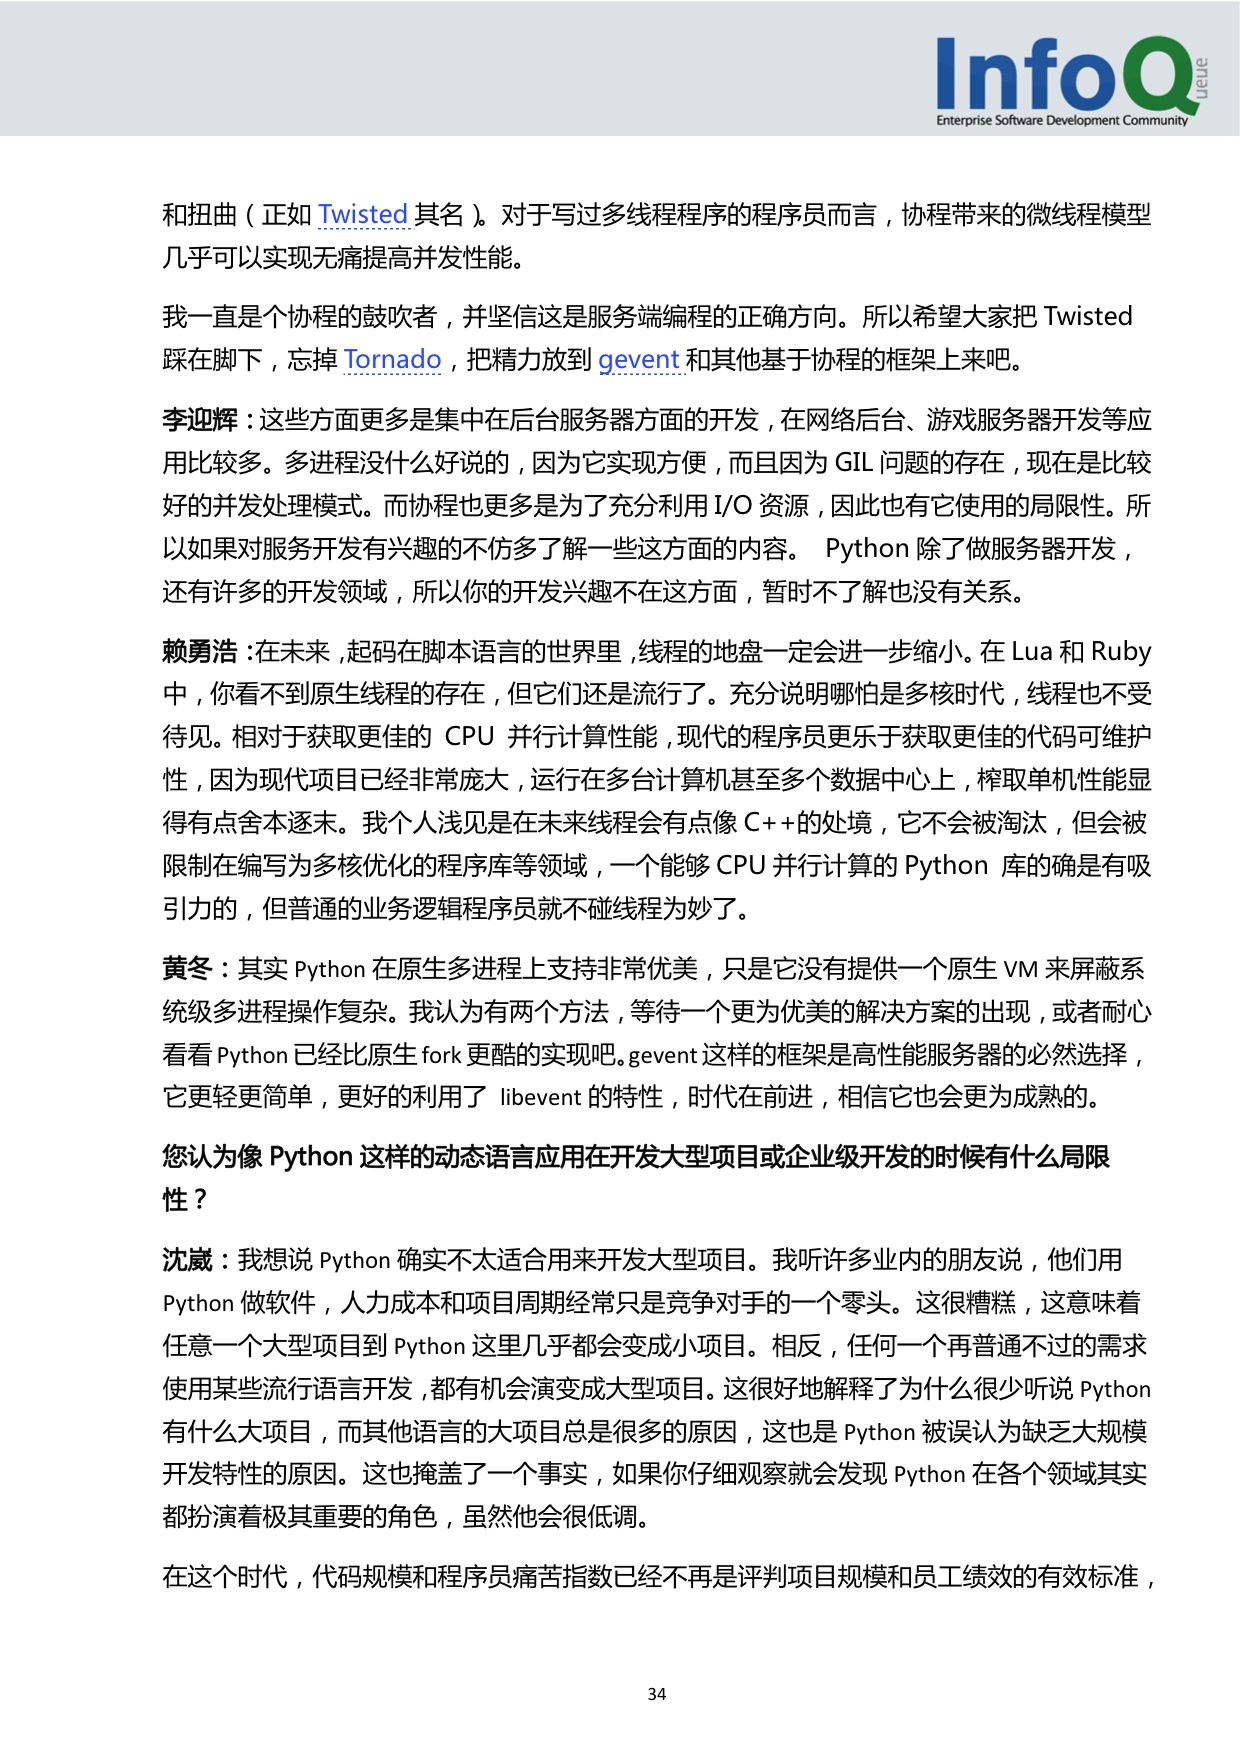 InfoQueue
Enterprise Software Development Community
和扭曲（正如 Twisted 其名）。对于写过多线程程序的程序员而言，协程带来的微线程模型
几乎可以实现无痛提高并发性能。
我一直是个协程的鼓吹者，并坚信这是服务端编程的正确方向。所以希望大家把 Twisted
踩在脚下，忘掉 Tornado，把精力放到 gevent 和其他基于协程的框架上来吧。
李迎辉：这些方面更多是集中在后台服务器方面的开发，在网络后台、游戏服务器开发等应
用比较多。多进程没什么好说的，因为它实现方便，而且因为 GIL 问题的存在，现在是比较
好的并发处理模式。而协程也更多是为了充分利用 I/O 资源，因此也有它使用的局限性。所
以如果对服务开发有兴趣的不仿多了解一些这方面的内容。 Python 除了做服务器开发，
还有许多的开发领域，所以你的开发兴趣不在这方面，暂时不了解也没有关系。
赖勇浩：在未来，起码在脚本语言的世界里，线程的地盘一定会进一步缩小。在 Lua 和 Ruby
中，你看不到原生线程的存在，但它们还是流行了。充分说明哪怕是多核时代，线程也不受
待见。相对于获取更佳的 CPU 并行计算性能，现代的程序员更乐于获取更佳的代码可维护
性，因为现代项目已经非常庞大，运行在多台计算机甚至多个数据中心上，榨取单机性能显
得有点舍本逐末。我个人浅见是在未来线程会有点像 C++的处境，它不会被淘汰，但会被
限制在编写为多核优化的程序库等领域，一个能够 CPU 并行计算的 Python 库的确是有吸
引力的，但普通的业务逻辑程序员就不碰线程为妙了。
黄冬：其实 Python 在原生多进程上支持非常优美，只是它没有提供一个原生 VM 来屏蔽系
统级多进程操作复杂。我认为有两个方法，等待一个更为优美的解决方案的出现，或者耐心
看看 Python 已经比原生 fork 更酷的实现吧。gevent 这样的框架是高性能服务器的必然选择，
它更轻更简单，更好的利用了 libevent 的特性，时代在前进，相信它也会更为成熟的。
您认为像 Python 这样的动态语言应用在开发大型项目或企业级开发的时候有什么局限
性？
沈崴：我想说 Python 确实不太适合用来开发大型项目。我听许多业内的朋友说，他们用
Python 做软件，人力成本和项目周期经常只是竞争对手的一个零头。这很糟糕，这意味着
任意一个大型项目到 Python 这里几乎都会变成小项目。相反，任何一个再普通不过的需求
使用某些流行语言开发，都有机会演变成大型项目。这很好地解释了为什么很少听说 Python
有什么大项目，而其他语言的大项目总是很多的原因，这也是 Python 被误认为缺乏大规模
开发特性的原因。这也掩盖了一个事实，如果你仔细观察就会发现 Python 在各个领域其实
都扮演着极其重要的角色，虽然他会很低调。
在这个时代，代码规模和程序员痛苦指数已经不再是评判项目规模和员工绩效的有效标准，
34